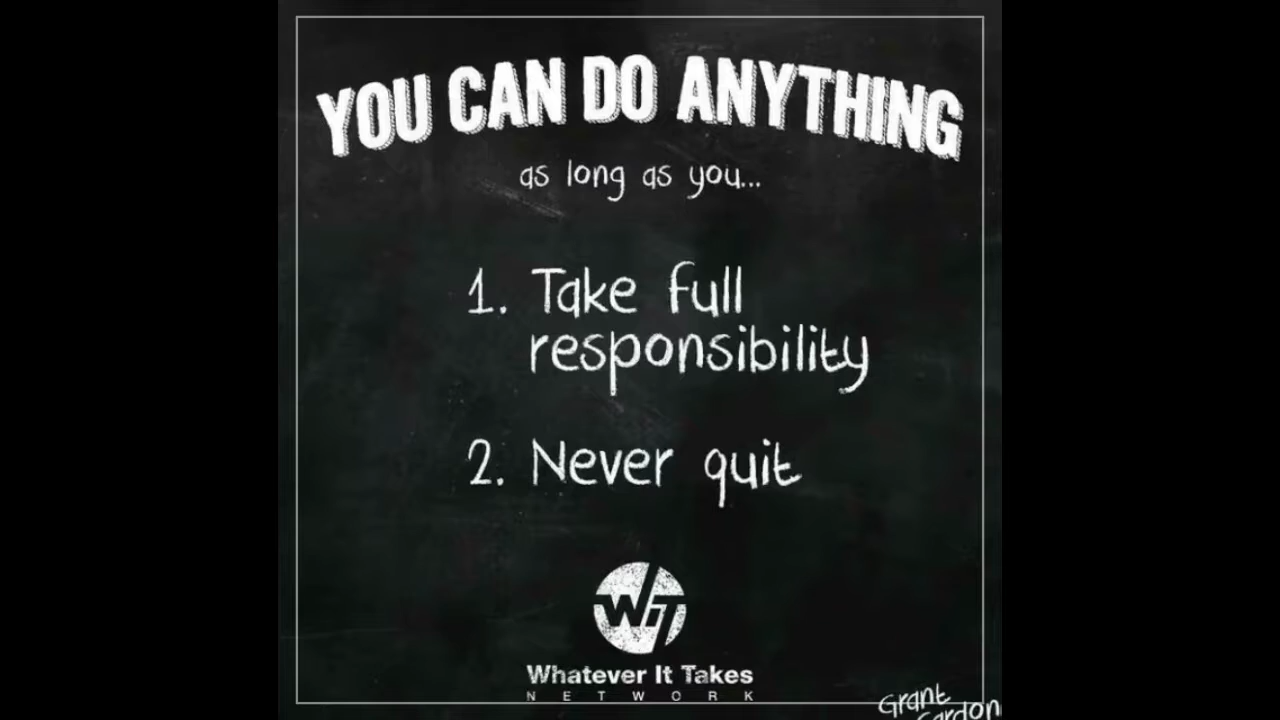 YOU CAN DO ANYTHING
as long as you...
1. Take full
responsibility
2. Never quit
WiT
Whatever It Takes
NETWORK
Grant
Cardon